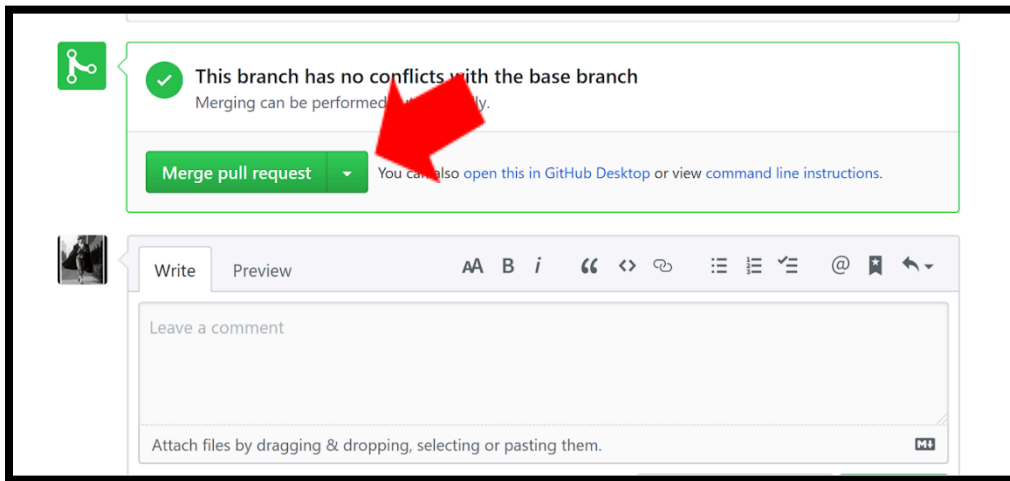 This branch has no conflicts with the base branch
Merging can be performed
Merge pull request You can also open this in GitHub Desktop or view command line instructions.
Write Preview AA B i @
Leave a comment
Attach files by dragging & dropping, selecting or pasting them. M